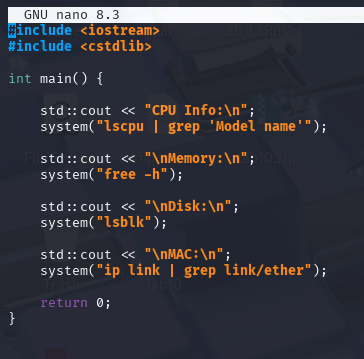 GNU nano 8.3
#include <iostream>
#include <cstdlib>
int main() {
std::cout << "CPU Info:\n";
system("lscpu | grep 'Model name'");
std::cout << "\nMemory:\n";
system("free -h");
std::cout << "\nDisk:\n";
system("lsblk");
std::cout << "\nMAC:\n";
system("ip link | grep link/ether");
return 0;
}